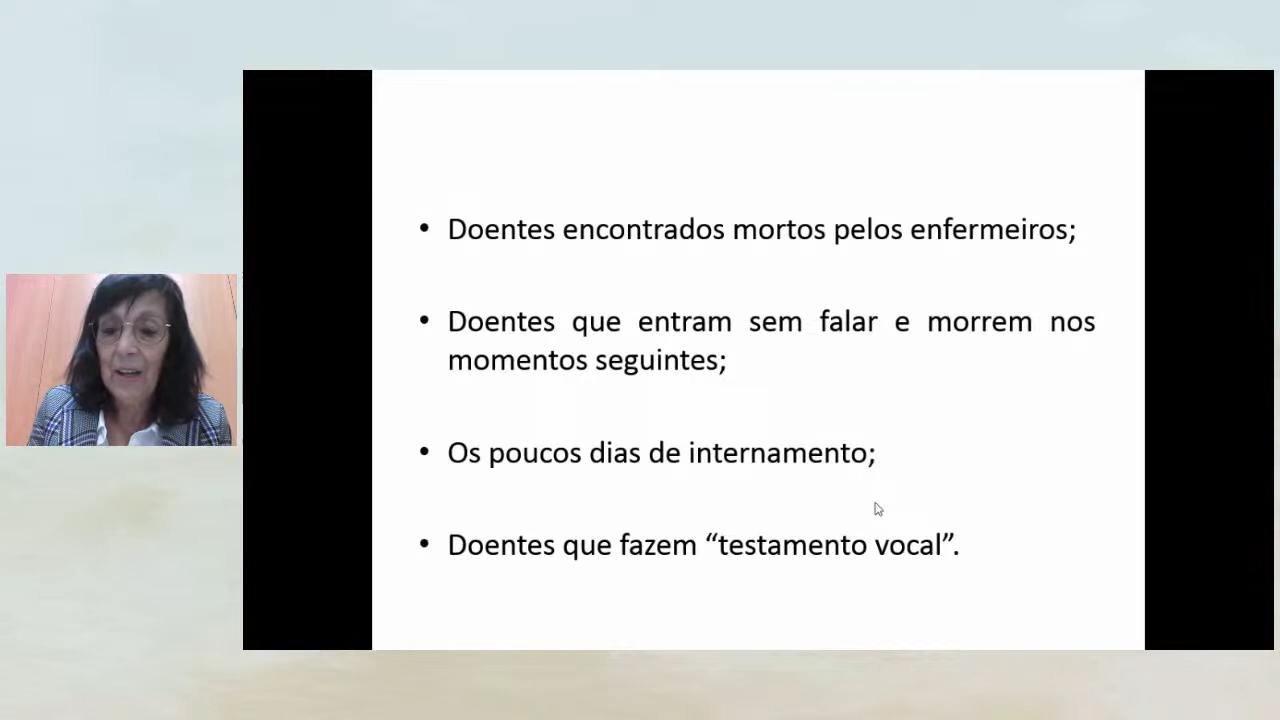 • Doentes encontrados mortos pelos enfermeiros;
• Doentes que entram sem falar e morrem nos
momentos seguintes;
• Os poucos dias de internamento;
• Doentes que fazem “testamento vocal”.